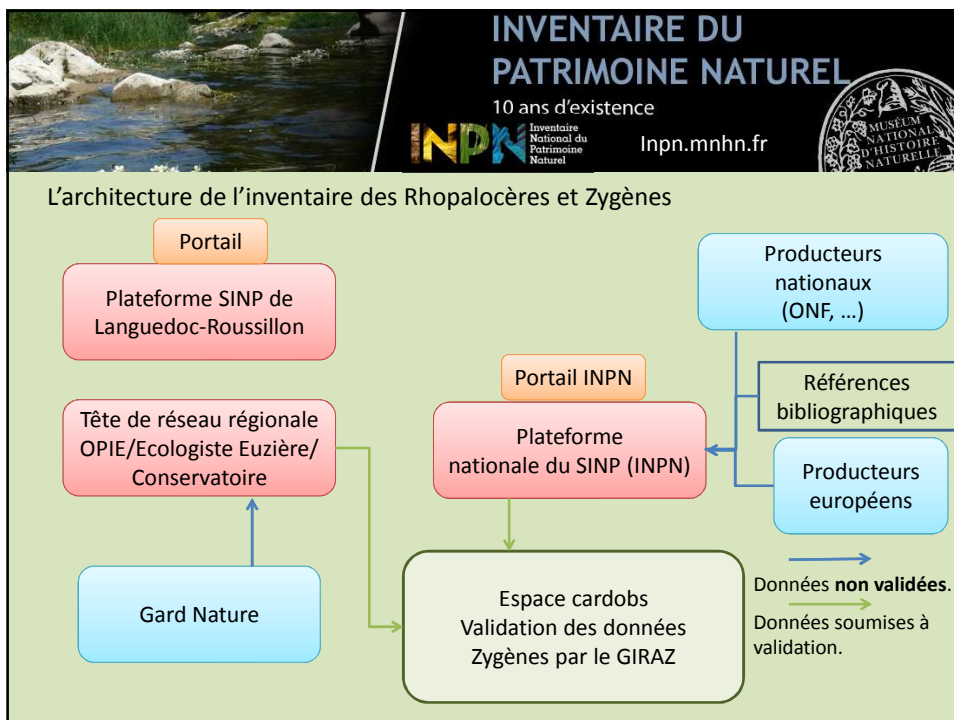 INVENTAIRE DU
PATRIMOINE NATUREL
10 ans d'existence
INPN
Inventaire
National du
Patrimoine
Naturel
Inpn.mnhn.fr
MUSÉUM
NATIONAL
D'HISTOIRE
NATURELLE
L'architecture de l'inventaire des Rhopalocères et Zygènes
Portail
Plateforme SINP de
Languedoc-Roussillon
Producteurs
nationaux
(ONF, ...)
Portail INPN
Références
bibliographiques
Tête de réseau régionale
OPIE/Ecologiste Euzière/
Conservatoire
Plateforme
nationale du SINP (INPN)
Producteurs
européens
Gard Nature
Espace cardobs
Validation des données
Zygènes par le GIRAZ
Données non validées.
Données soumises à
validation.